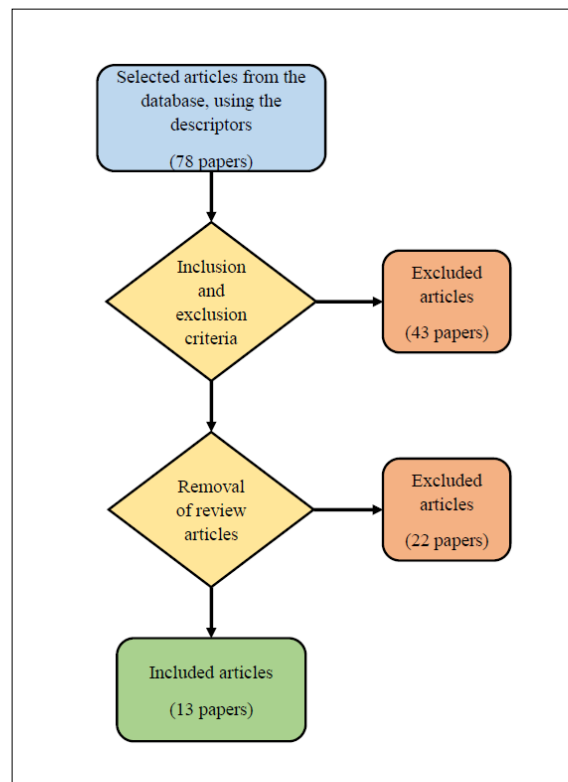 Selected articles from the
database, using the
descriptors
(78 papers)
Inclusion
and
exclusion
criteria
Excluded
articles
(43 papers)
Removal
of review
articles
Excluded
articles
(22 papers)
Included articles
(13 papers)